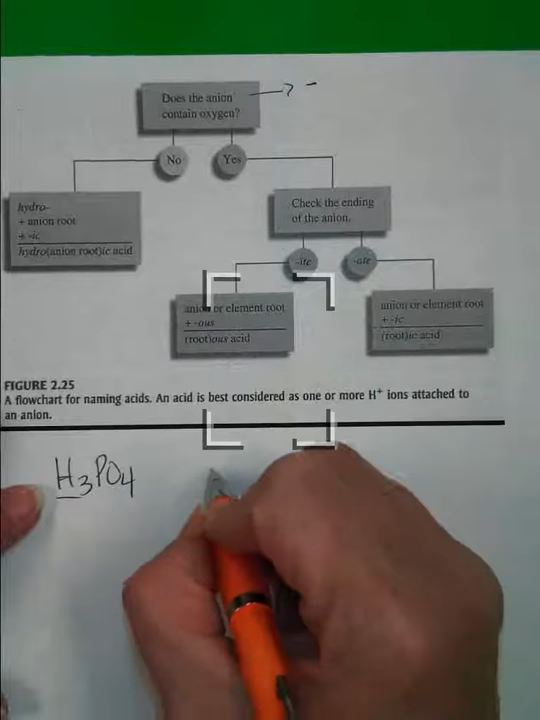 Does the anion
contain oxygen?
No
Yes
hydro-
+ anion root
+ -ic
hydro(anion root)ic acid
Check the ending
of the anion.
-ite
-ate
anion or element root
+ -ous
(root)ous acid
anion or element root
+ -ic
(root)ic acid
FIGURE 2.25
A flowchart for naming acids. An acid is best considered as one or more H⁺ ions attached to
an anion.
H₃PO₄